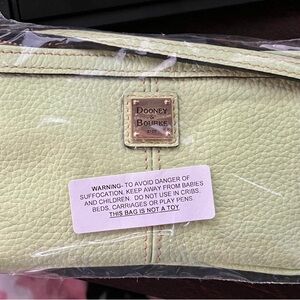 DOONEY
&
BOURKE
WARNING- TO AVOID DANGER OF
SUFFOCATION, KEEP AWAY FROM BABIES
AND CHILDREN. DO NOT USE IN CRIBS,
BEDS, CARRIAGES OR PLAY PENS.
THIS BAG IS NOT A TOY.